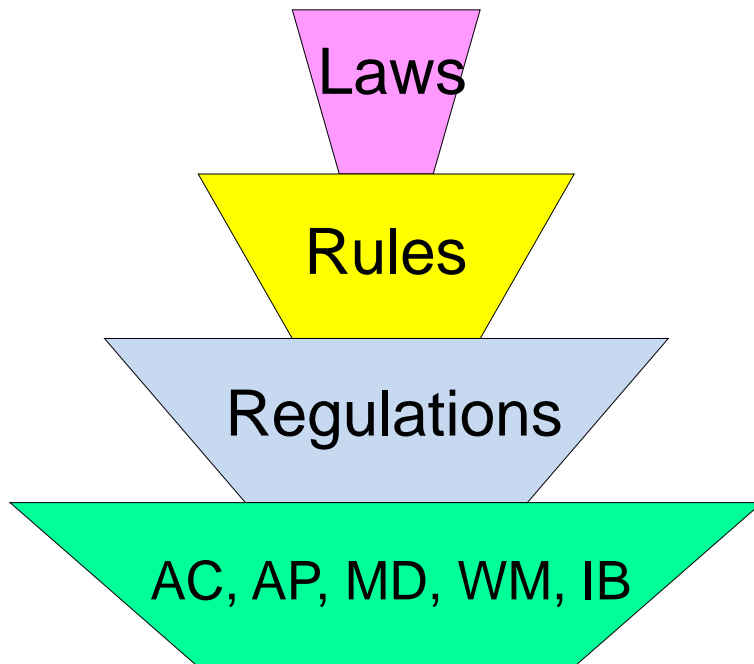 Laws
Rules
Regulations
AC, AP, MD, WM, IB